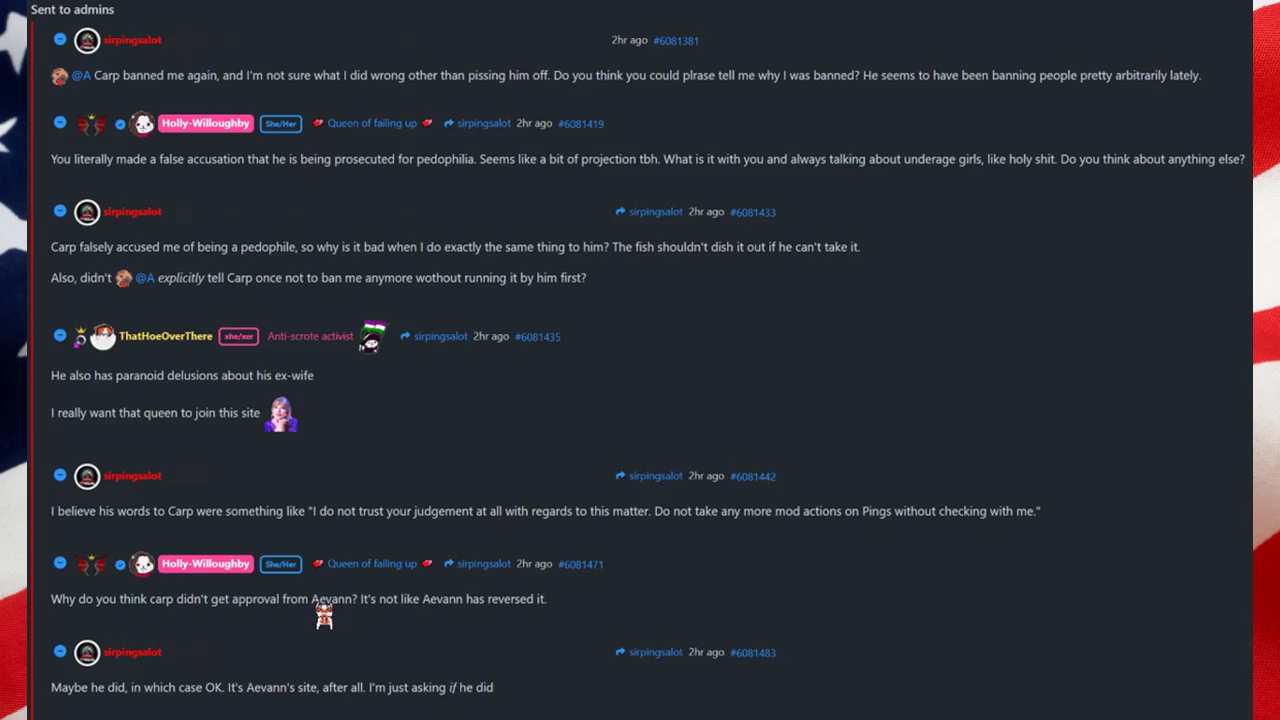 Sent to admins
sirpingsalot 2hr ago #6081381
@A Carp banned me again, and I'm not sure what I did wrong other than pissing him off. Do you think you could plrase tell me why I was banned? He seems to have been banning people pretty arbitrarily lately.
Holly-Willoughby She/Her Queen of failing up sirpingsalot 2hr ago #6081419
You literally made a false accusation that he is being prosecuted for pedophilia. Seems like a bit of projection tbh. What is it with you and always talking about underage girls, like holy shit. Do you think about anything else?
sirpingsalot sirpingsalot 2hr ago #6081433
Carp falsely accused me of being a pedophile, so why is it bad when I do exactly the same thing to him? The fish shouldn't dish it out if he can't take it.
Also, didn't @A explicitly tell Carp once not to ban me anymore wothout running it by him first?
ThatHoeOverThere xhe/xer Anti-scrote activist sirpingsalot 2hr ago #6081435
He also has paranoid delusions about his ex-wife
I really want that queen to join this site
sirpingsalot sirpingsalot 2hr ago #6081442
I believe his words to Carp were something like "I do not trust your judgement at all with regards to this matter. Do not take any more mod actions on Pings without checking with me."
Holly-Willoughby She/Her Queen of failing up sirpingsalot 2hr ago #6081471
Why do you think carp didn't get approval from Aevann? It's not like Aevann has reversed it.
sirpingsalot sirpingsalot 2hr ago #6081483
Maybe he did, in which case OK. It's Aevann's site, after all. I'm just asking if he did